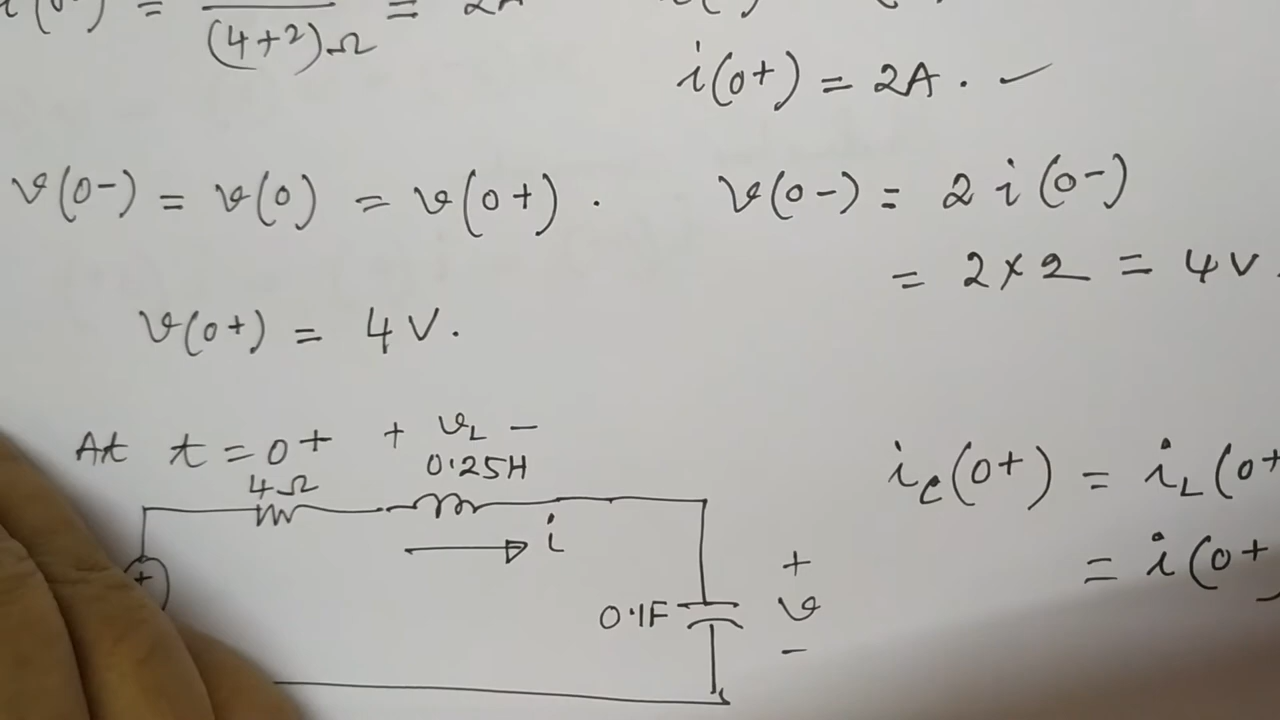 (4+2)Ω = 2A
i(0+) = 2A.
v(0-) = v(0) = v(0+).
v(0-) = 2 i(0-)
= 2 × 2 = 4V.
v(0+) = 4V.
At t = 0+
+ vL -
0.25H
4Ω
i
ic(0+) = iL(0+
= i(0+
+
0.1F
+
v
-